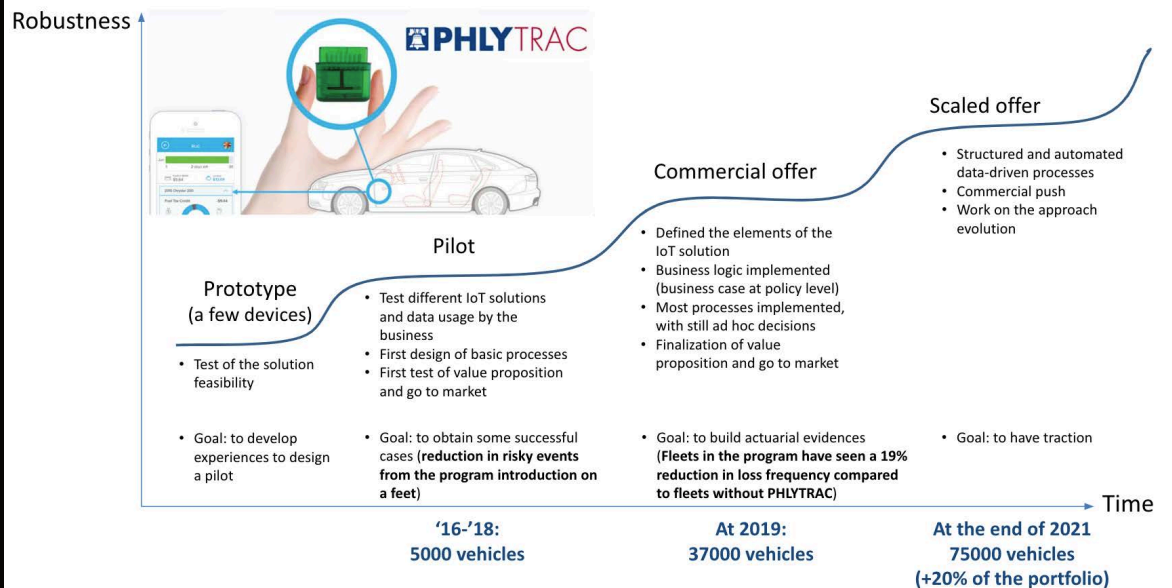 Robustness
PHLYTRAC
Scaled offer
• Structured and automated
data-driven processes
• Commercial push
• Work on the approach
evolution
Commercial offer
• Defined the elements of the
IoT solution
• Business logic implemented
(business case at policy level)
• Most processes implemented,
with still ad hoc decisions
• Finalization of value
proposition and go to market
Pilot
• Test different IoT solutions
and data usage by the
business
• First design of basic processes
• First test of value proposition
and go to market
Prototype
(a few devices)
• Test of the solution
feasibility
• Goal: to develop
experiences to design
a pilot
• Goal: to obtain some successful
cases (reduction in risky events
from the program introduction on
a feet)
• Goal: to build actuarial evidences
(Fleets in the program have seen a 19%
reduction in loss frequency compared
to fleets without PHLYTRAC)
• Goal: to have traction
Time
‘16-’18:
5000 vehicles
At 2019:
37000 vehicles
At the end of 2021
75000 vehicles
(+20% of the portfolio)